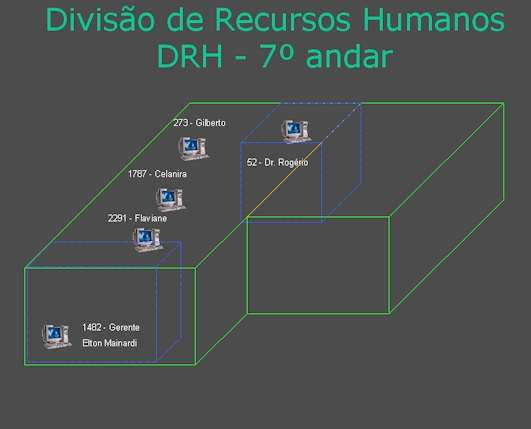 Divisão de Recursos Humanos
DRH - 7º andar
273 - Gilberto
52 - Dr. Rogério
1787 - Celanira
2291 - Flaviane
1482 - Gerente
Elton Mainardi